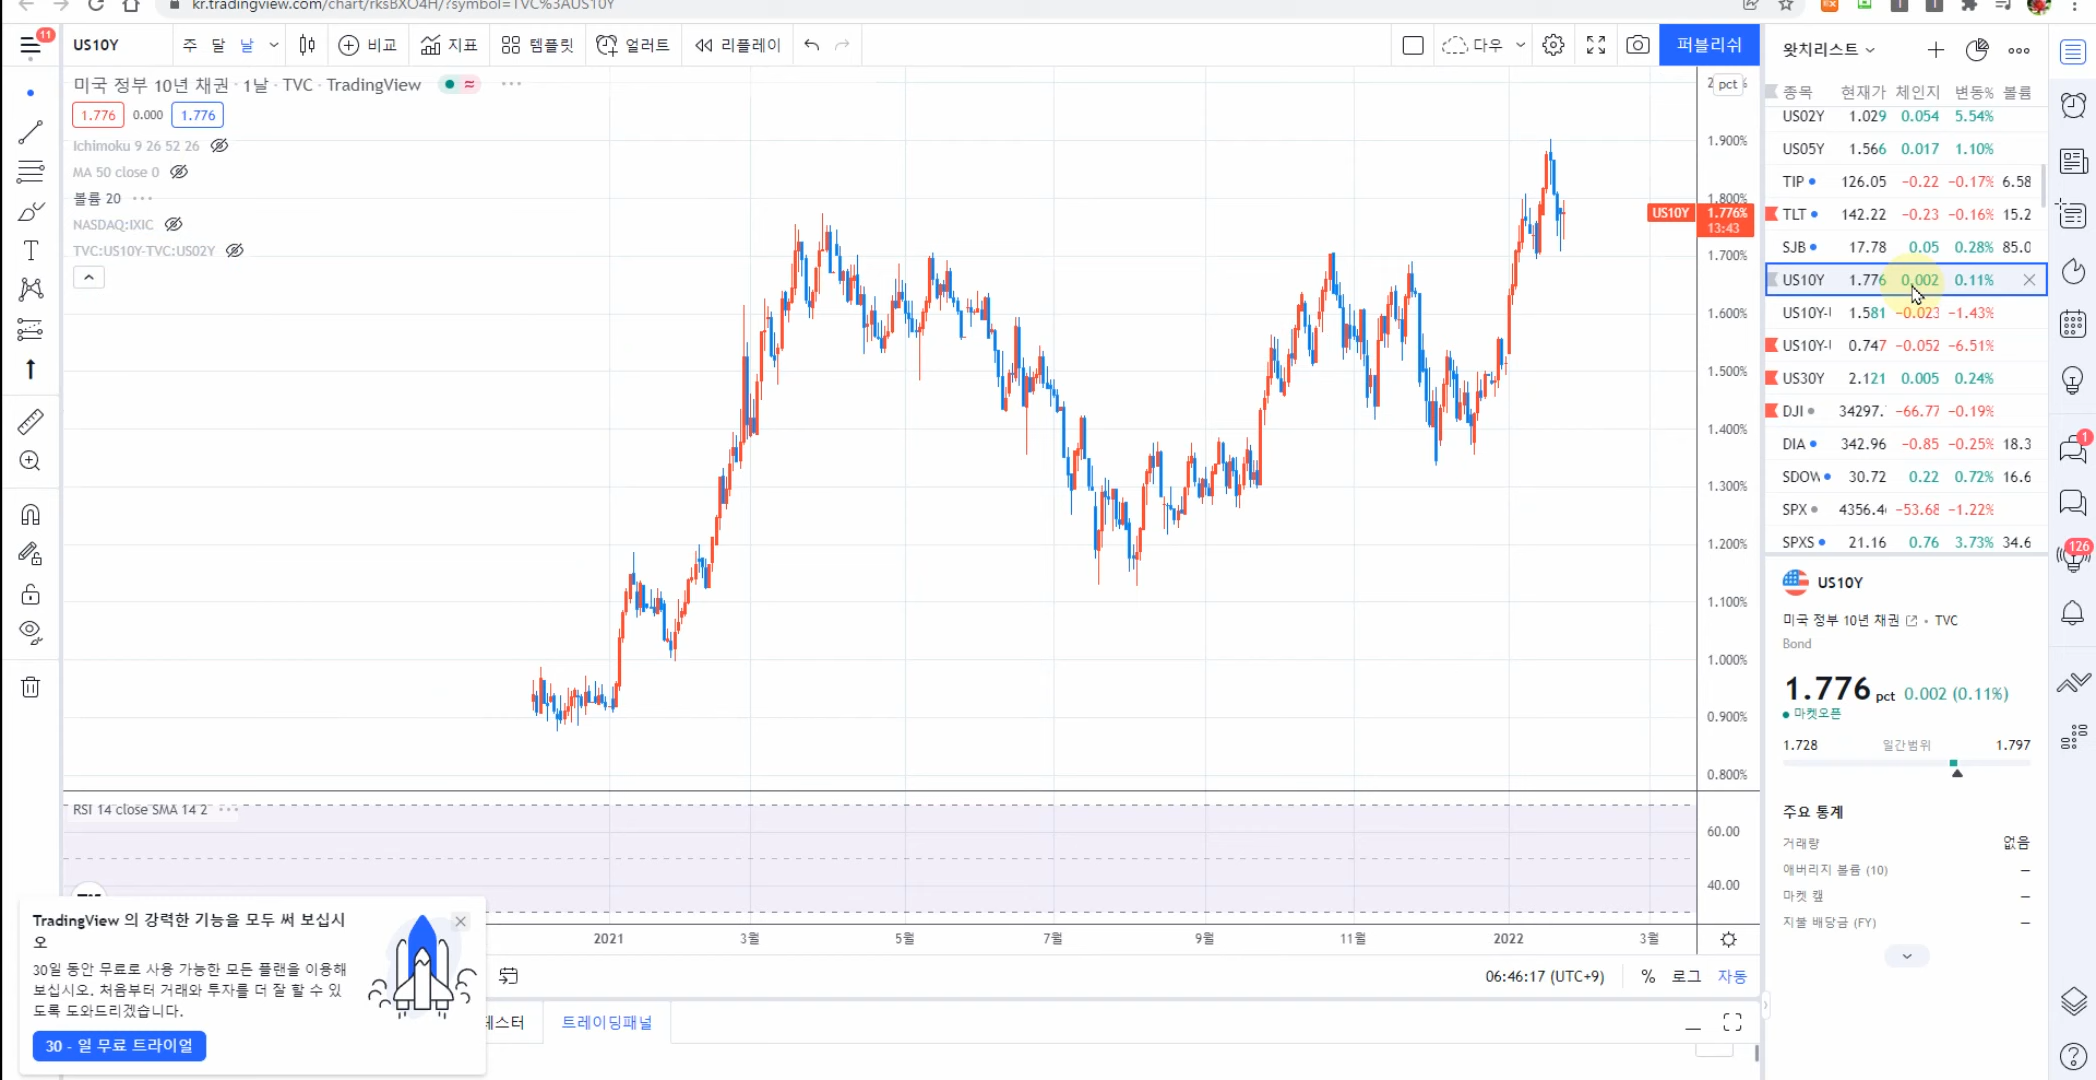 kr.tradingview.com/chart/rksBXO4H/?symbol=TVC%3AUS10Y
11
US10Y 주 달 날 비교 지표 템플릿 얼러트 리플레이 다우 퍼블리쉬
미국 정부 10년 채권 · 1날 · TVC · TradingView
1.776 0.000 1.776
Ichimoku 9 26 52 26
MA 50 close 0
볼륨 20
NASDAQ:IXIC
TVC:US10Y-TVC:US02Y
pct
1.900%
1.800%
US10Y 1.776%
13:43
1.700%
1.600%
1.500%
1.400%
1.300%
1.200%
1.100%
1.000%
0.900%
0.800%
RSI 14 close SMA 14 2
60.00
40.00
2021 3월 5월 7월 9월 11월 2022 3월
06:46:17 (UTC+9) % 로그 자동
테스터 트레이딩패널
TradingView 의 강력한 기능을 모두 써 보십시
오
30일 동안 무료로 사용 가능한 모든 플랜을 이용해
보십시오. 처음부터 거래와 투자를 더 잘 할 수 있
도록 도와드리겠습니다.
30 - 일 무료 트라이얼
왓치리스트
종목 현재가 체인지 변동% 볼륨
US02Y 1.029 0.054 5.54%
US05Y 1.566 0.017 1.10%
TIP 126.05 −0.22 −0.17% 6.58
TLT 142.22 −0.23 −0.16% 15.2
SJB 17.78 0.05 0.28% 85.0
US10Y 1.776 0.002 0.11%
US10Y- 1.581 −0.023 −1.43%
US10Y- 0.747 −0.052 −6.51%
US30Y 2.121 0.005 0.24%
DJI 34297. −66.77 −0.19%
DIA 342.96 −0.85 −0.25% 18.3
SDOW 30.72 0.22 0.72% 16.6
SPX 4356.4 −53.68 −1.22%
SPXS 21.16 0.76 3.73% 34.6
US10Y
미국 정부 10년 채권 · TVC
Bond
1.776 pct 0.002 (0.11%)
마켓오픈
1.728 일간범위 1.797
주요 통계
거래량 없음
애버리지 볼륨 (10) –
마켓 캪 –
지불 배당금 (FY) –
1
126